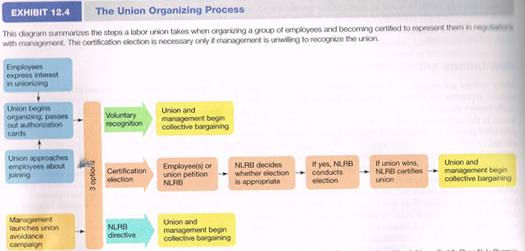 EXHIBIT 12.4
The Union Organizing Process
This diagram summarizes the steps a labor union takes when organizing a group of employees and becoming certified to represent them in negotiations
with management. The certification election is necessary only if management is unwilling to recognize the union.
Employees
express interest
in unionizing
Union begins
organizing; passes
out authorization
cards
Union approaches
employees about
joining
Management
launches union
avoidance
campaign
3 options
Voluntary
recognition
Union and
management begin
collective bargaining
Certification
election
Employee(s) or
union petition
NLRB
NLRB decides
whether election
is appropriate
If yes, NLRB
conducts
election
If union wins,
NLRB certifies
union
Union and
management begin
collective bargaining
NLRB
directive
Union and
management begin
collective bargaining